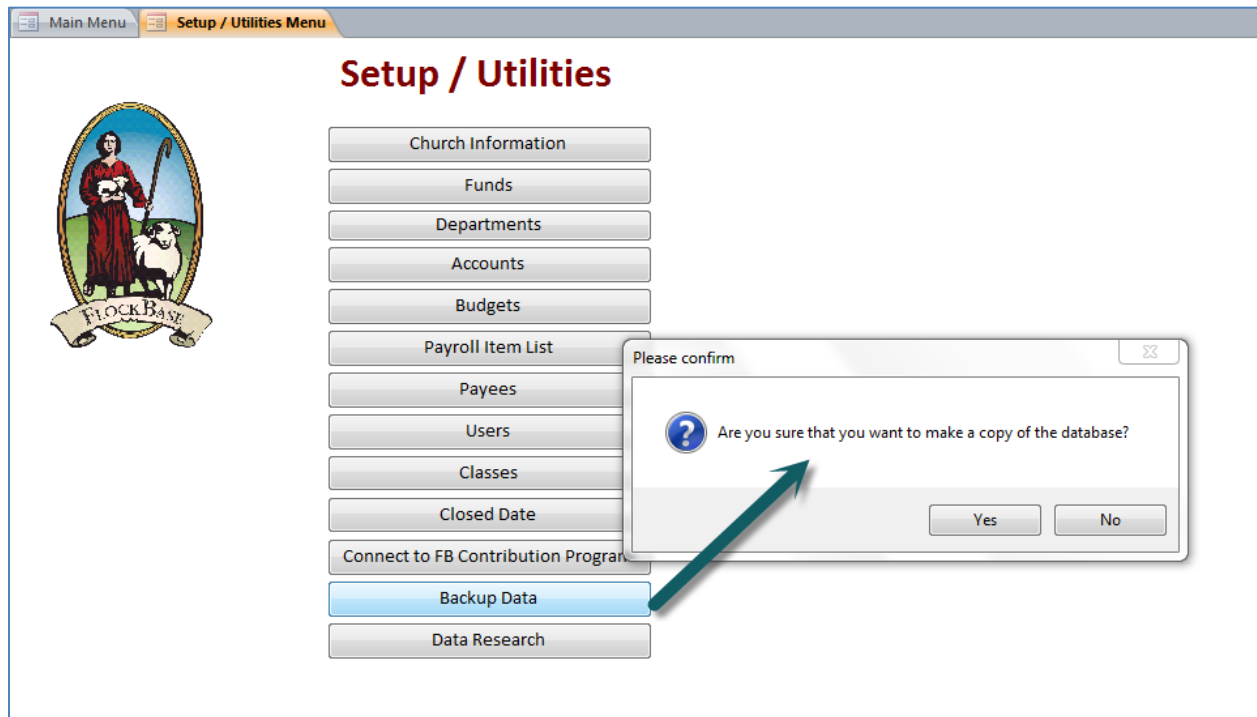 Main Menu
Setup / Utilities Menu
Setup / Utilities
FLOCKBASE
Church Information
Funds
Departments
Accounts
Budgets
Payroll Item List
Payees
Users
Classes
Closed Date
Connect to FB Contribution Program
Backup Data
Data Research
Please confirm
Are you sure that you want to make a copy of the database?
Yes
No